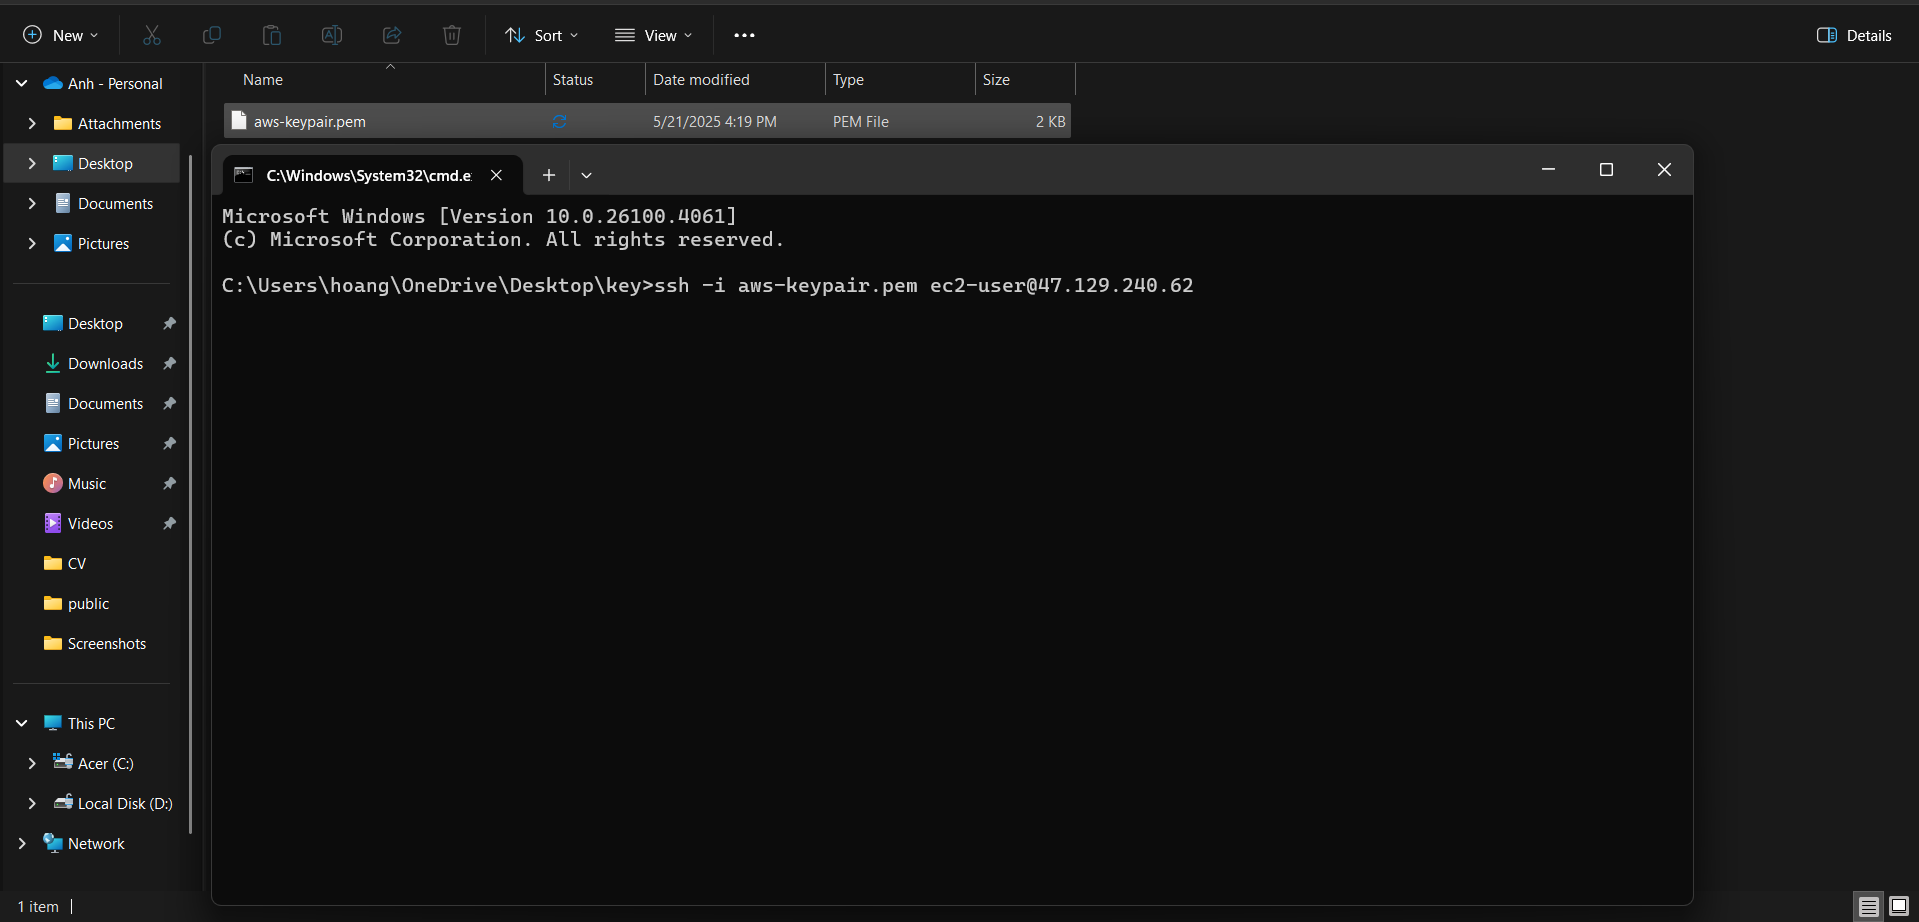 New
Sort
View
Details
Anh - Personal
Attachments
Desktop
Documents
Pictures
Desktop
Downloads
Documents
Pictures
Music
Videos
CV
public
Screenshots
This PC
Acer (C:)
Local Disk (D:)
Network
Name Status Date modified Type Size
aws-keypair.pem 5/21/2025 4:19 PM PEM File 2 KB
C:\Windows\System32\cmd.e
Microsoft Windows [Version 10.0.26100.4061]
(c) Microsoft Corporation. All rights reserved.
C:\Users\hoang\OneDrive\Desktop\key>ssh -i aws-keypair.pem ec2-user@47.129.240.62
1 item